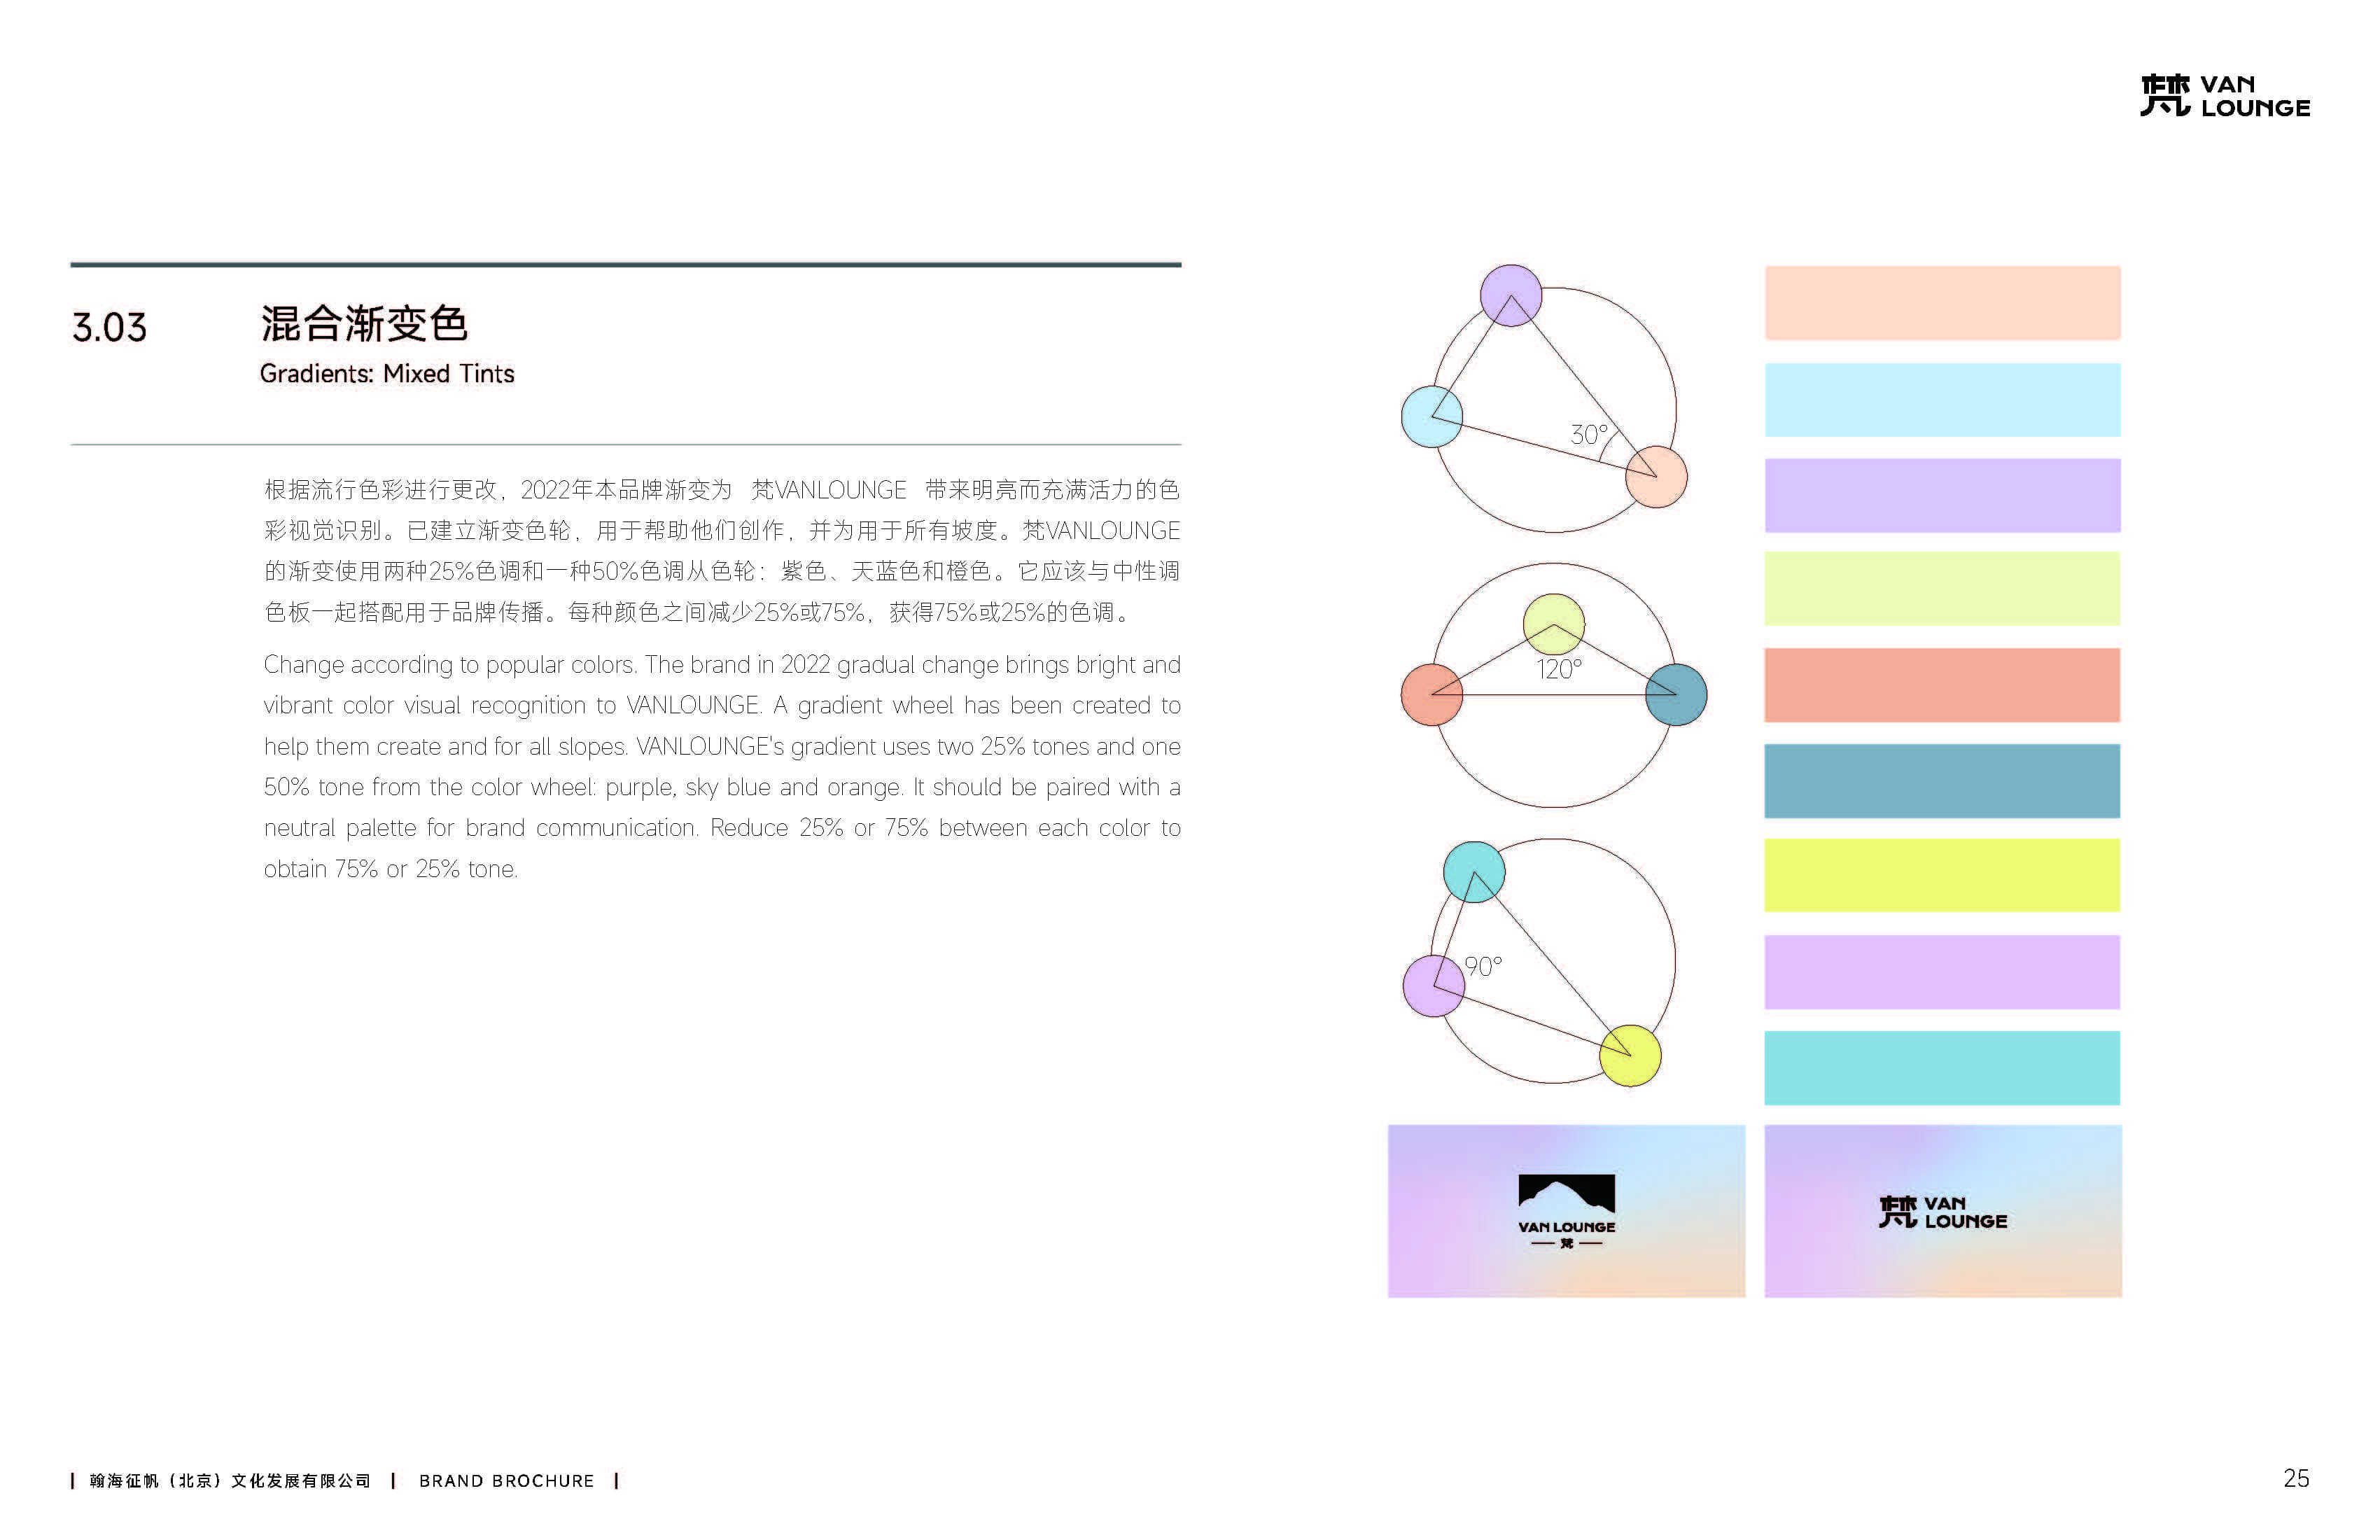 梵 VAN
LOUNGE
3.03
混合渐变色
Gradients: Mixed Tints
根据流行色彩进行更改，2022年本品牌渐变为 梵VANLOUNGE 带来明亮而充满活力的色
彩视觉识别。已建立渐变色轮，用于帮助他们创作，并为用于所有坡度。梵VANLOUNGE
的渐变使用两种25%色调和一种50%色调从色轮：紫色、天蓝色和橙色。它应该与中性调
色板一起搭配用于品牌传播。每种颜色之间减少25%或75%，获得75%或25%的色调。
Change according to popular colors. The brand in 2022 gradual change brings bright and
vibrant color visual recognition to VANLOUNGE. A gradient wheel has been created to
help them create and for all slopes. VANLOUNGE's gradient uses two 25% tones and one
50% tone from the color wheel: purple, sky blue and orange. It should be paired with a
neutral palette for brand communication. Reduce 25% or 75% between each color to
obtain 75% or 25% tone.
30°
120°
90°
VAN LOUNGE
梵
梵 VAN
LOUNGE
翰海征帆（北京）文化发展有限公司 | BRAND BROCHURE |
25